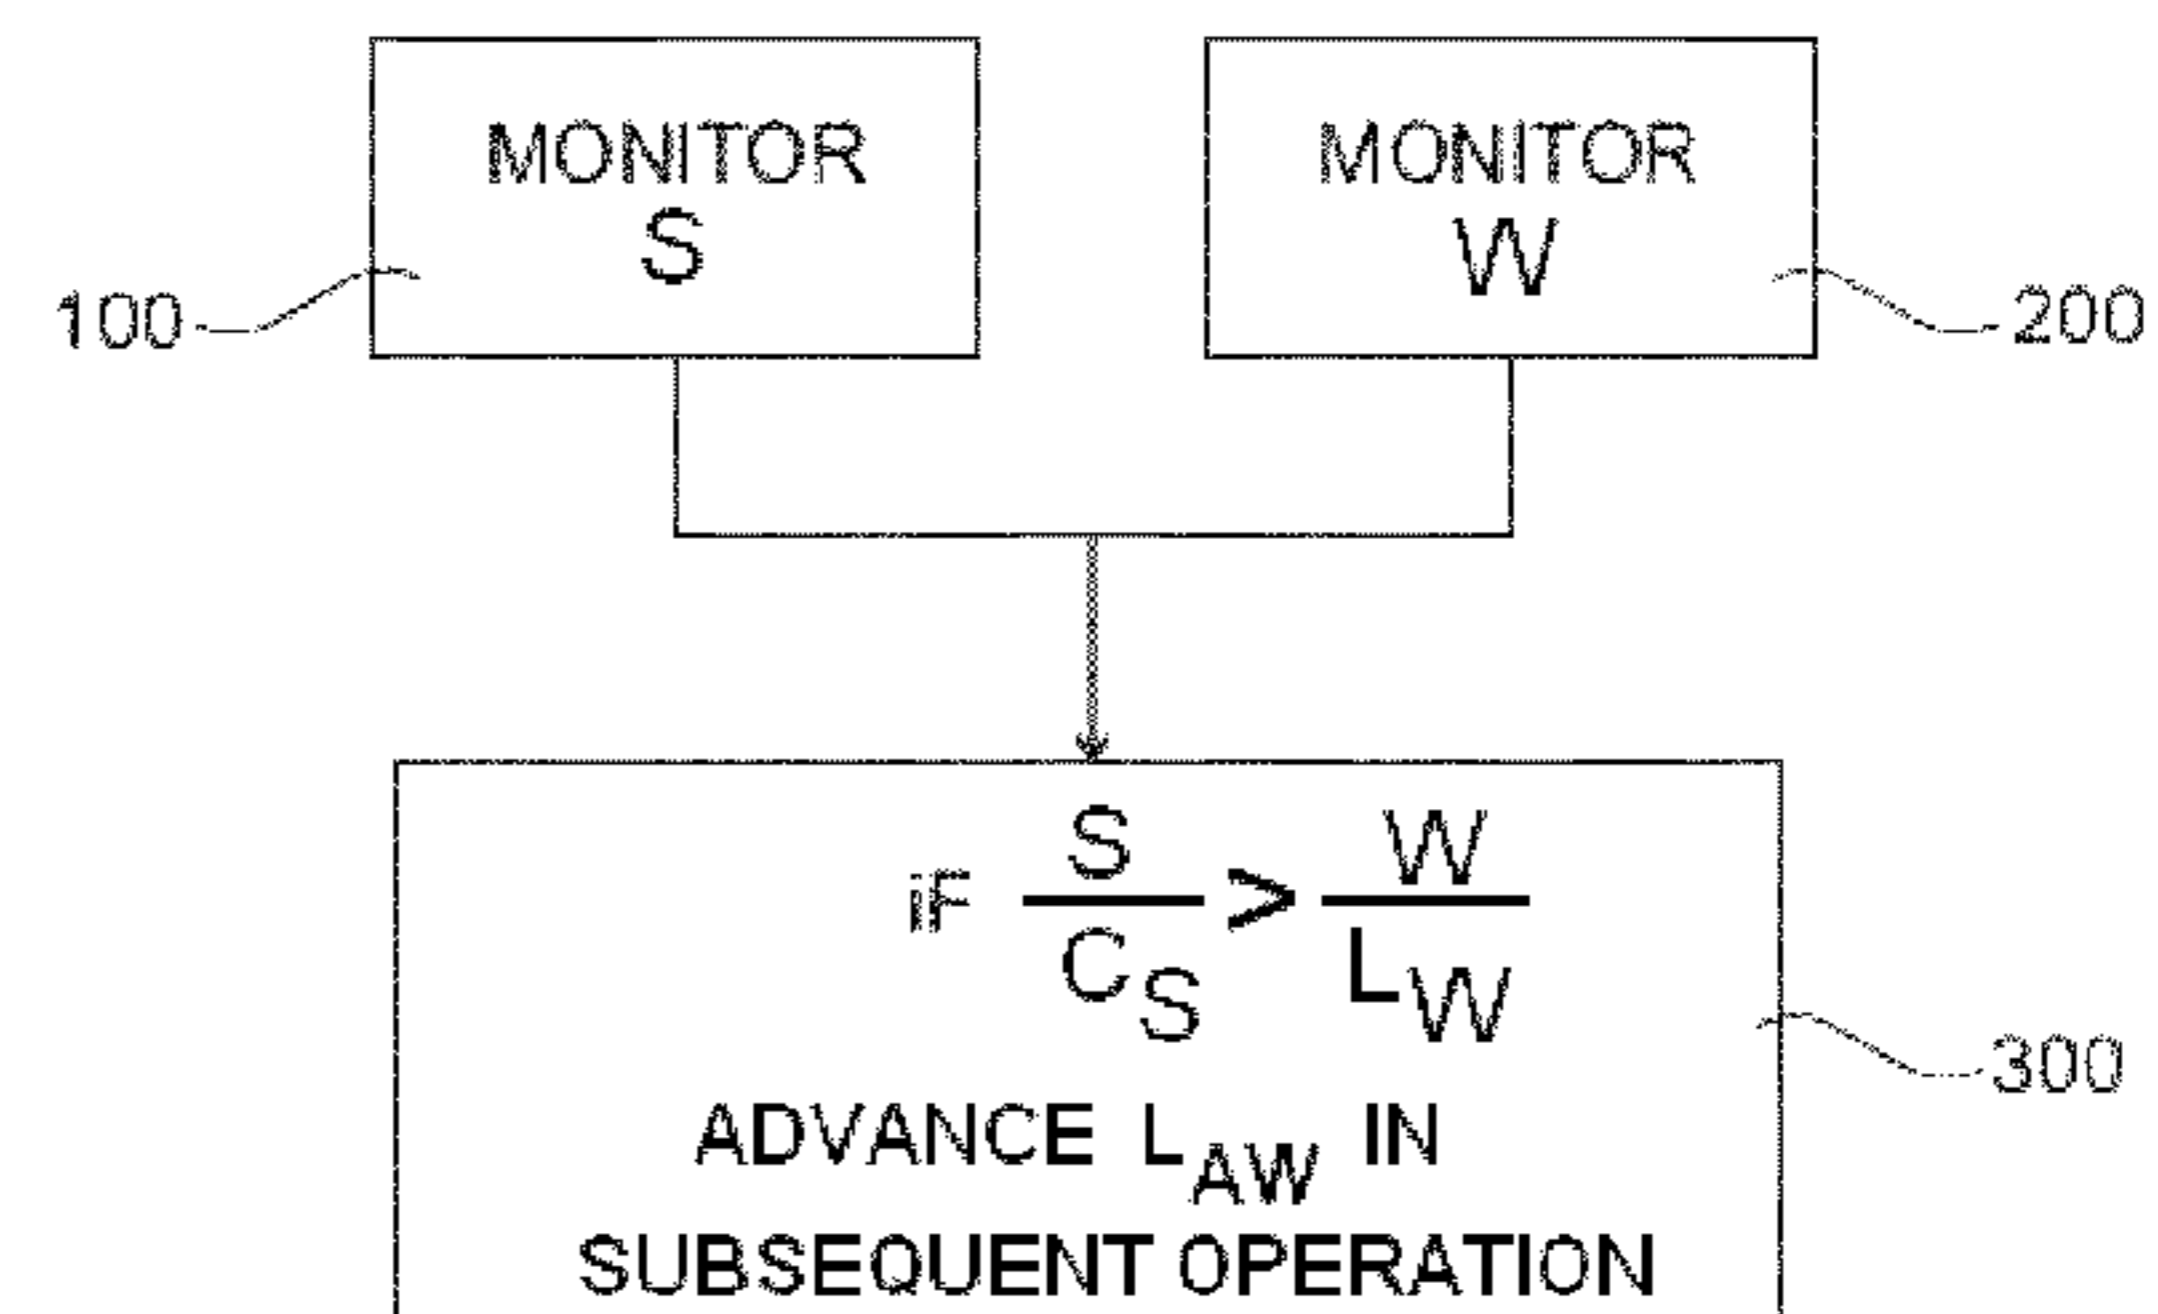 MONITOR
S
100
MONITOR
W
200
iF S/C_S > W/L_W
300
ADVANCE L_AW IN
SUBSEQUENT OPERATION